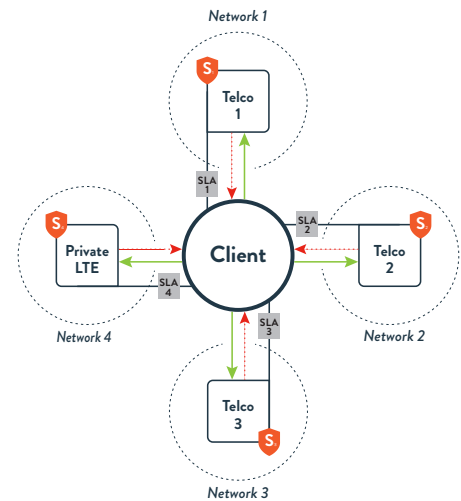 Network 1
S
Telco
1
SLA
1
SLA
2
S
S
Private
LTE
Client
Telco
2
SLA
4
SLA
3
Network 4
Network 2
Telco
3
S
Network 3